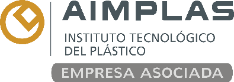 AIMPLAS
INSTITUTO TECNOLÓGICO
DEL PLÁSTICO
EMPRESA ASOCIADA